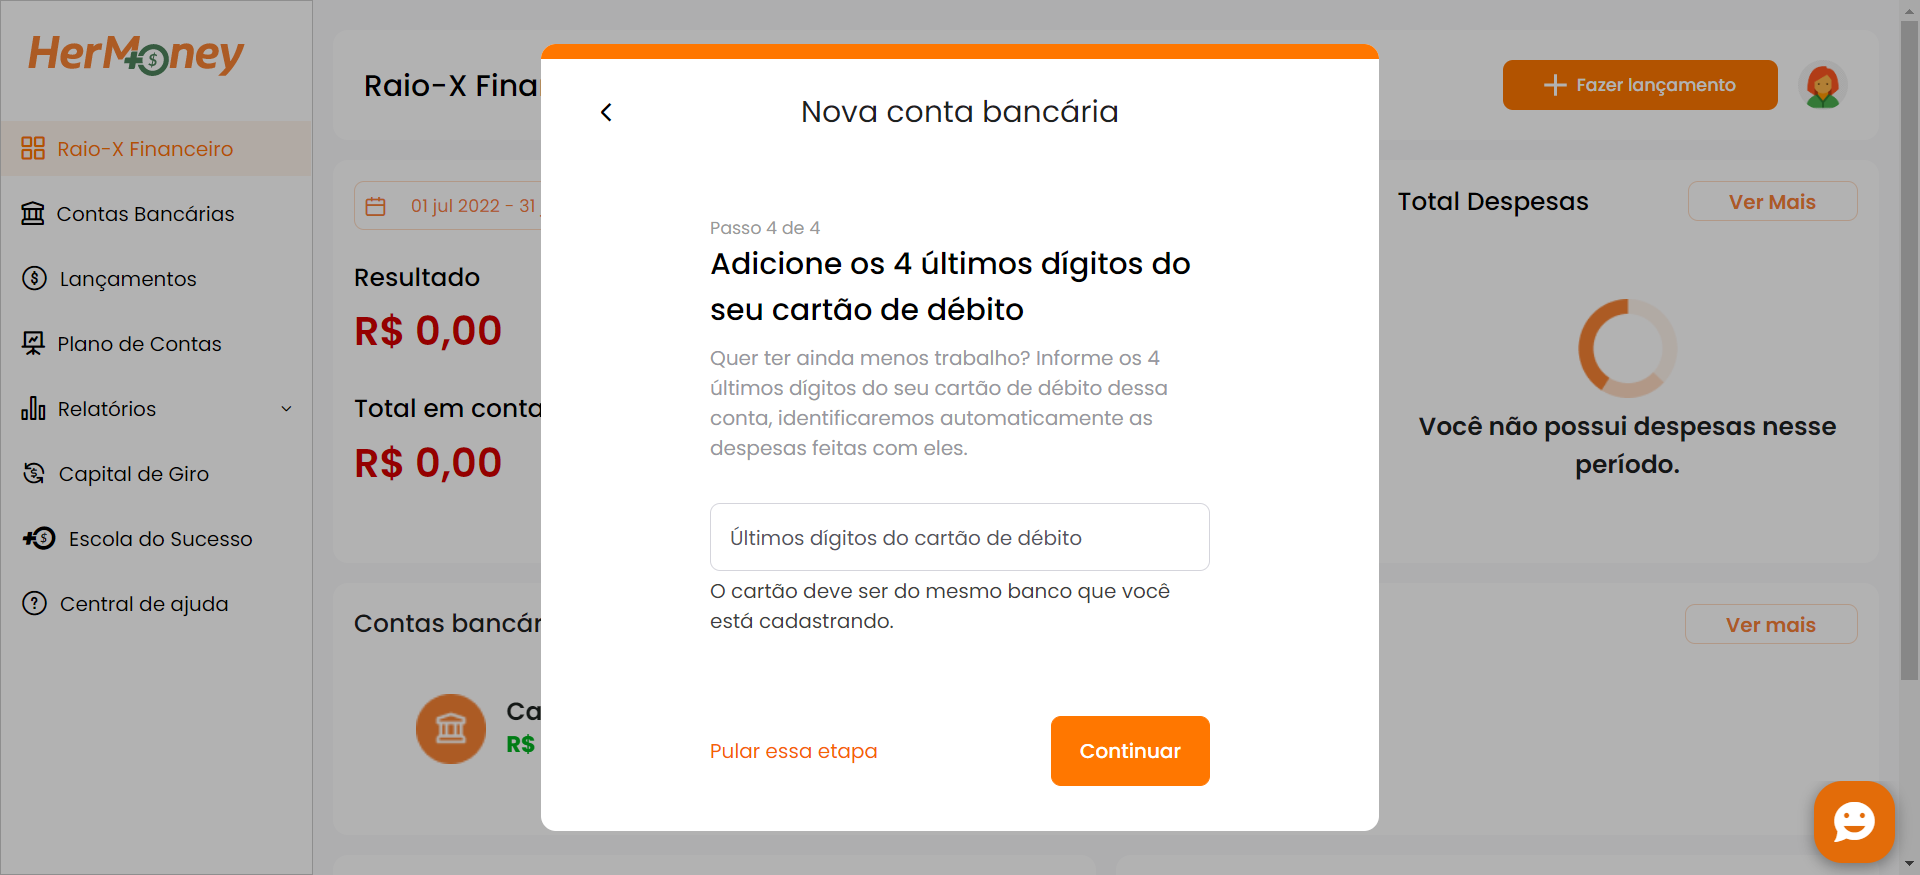 HerMoney
Raio-X Financeiro
Contas Bancárias
Lançamentos
Plano de Contas
Relatórios
Capital de Giro
Escola do Sucesso
Central de ajuda
Raio-X Fina
Fazer lançamento
01 jul 2022 - 31
Resultado
R$ 0,00
Total em conta
R$ 0,00
Total Despesas
Ver Mais
Você não possui despesas nesse
período.
Contas bancár
Ver mais
Ca
R$
Nova conta bancária
Passo 4 de 4
Adicione os 4 últimos dígitos do
seu cartão de débito
Quer ter ainda menos trabalho? Informe os 4
últimos dígitos do seu cartão de débito dessa
conta, identificaremos automaticamente as
despesas feitas com eles.
Últimos dígitos do cartão de débito
O cartão deve ser do mesmo banco que você
está cadastrando.
Pular essa etapa
Continuar